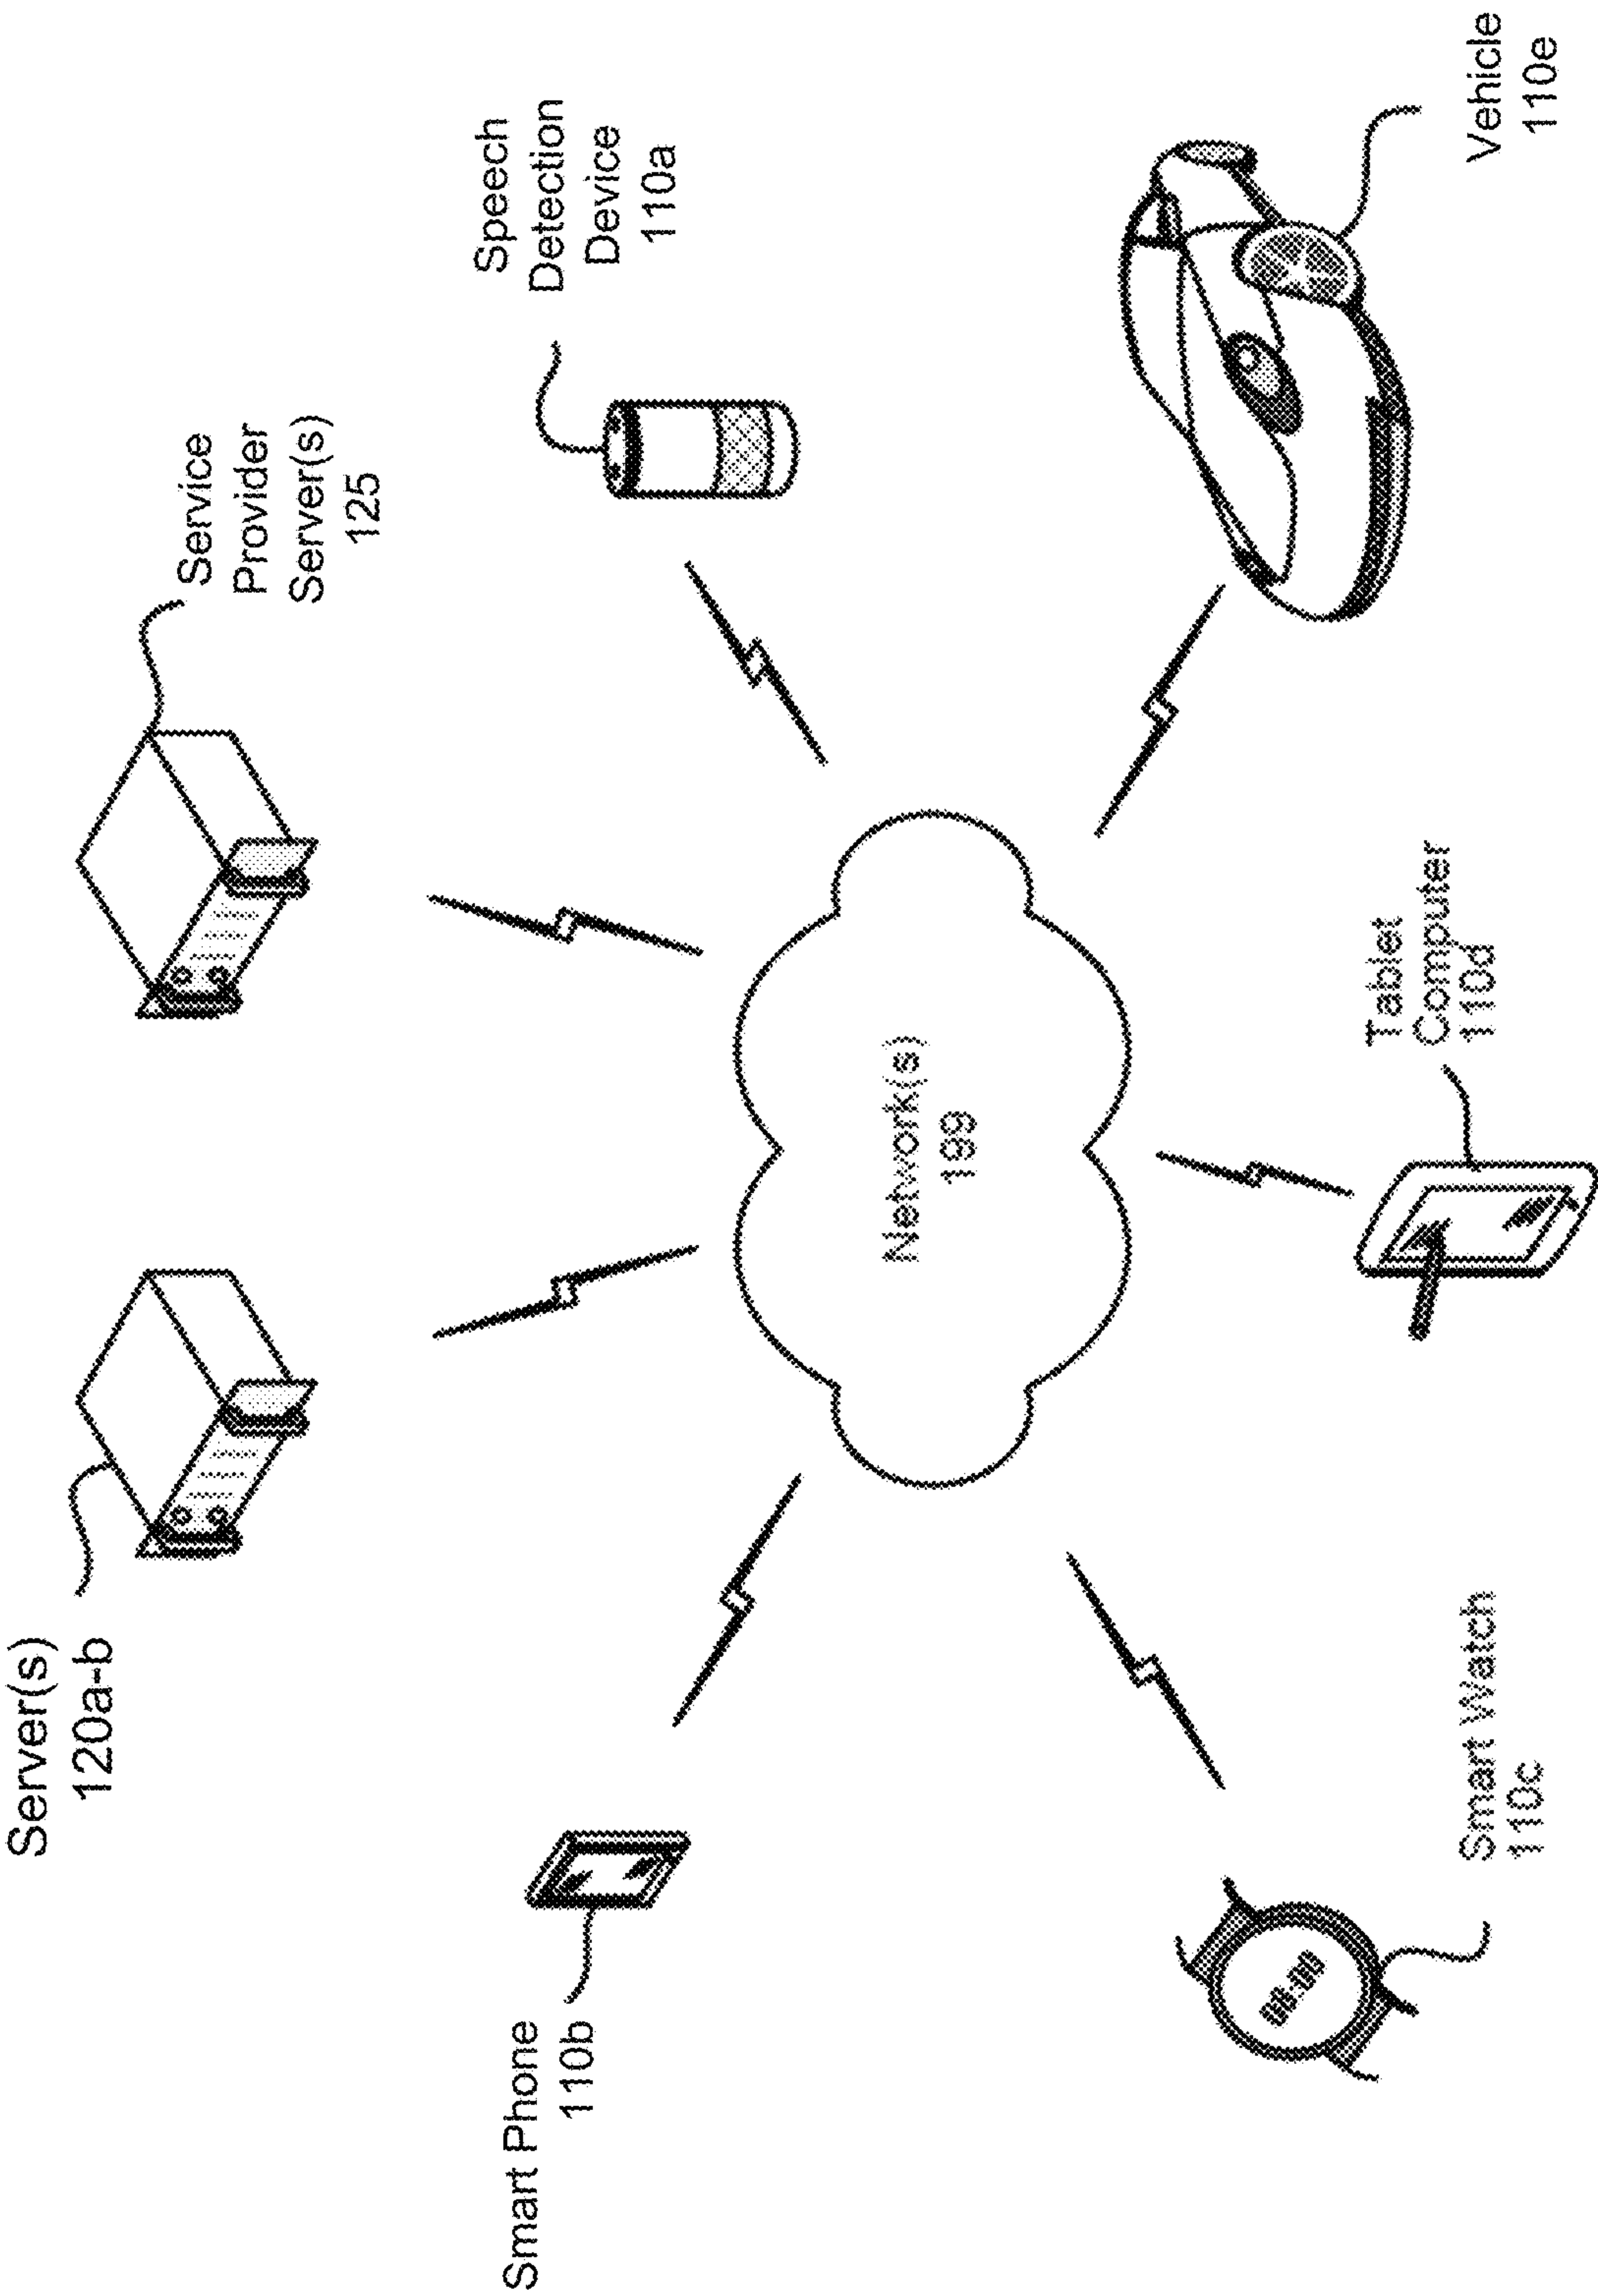 Server(s)
120a-b
Service
Provider
Server(s)
125
Smart Phone
110b
Speech
Detection
Device
110a
Network(s)
199
Smart Watch
110c
Tablet
Computer
110d
Vehicle
110e